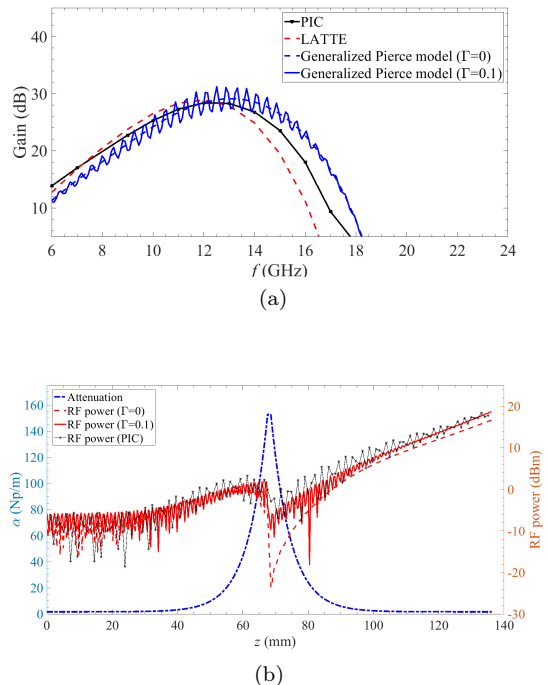 PIC
LATTE
Generalized Pierce model (Γ=0)
Generalized Pierce model (Γ=0.1)
40
30
20
10
Gain (dB)
6 8 10 12 14 16 18 20 22 24
f (GHz)
(a)
Attenuation
RF power (Γ=0)
RF power (Γ=0.1)
RF power (PIC)
160
140
120
100
80
60
40
20
0
α (Np/m)
20
10
0
-10
-20
-30
RF power (dBm)
0 20 40 60 80 100 120 140
z (mm)
(b)